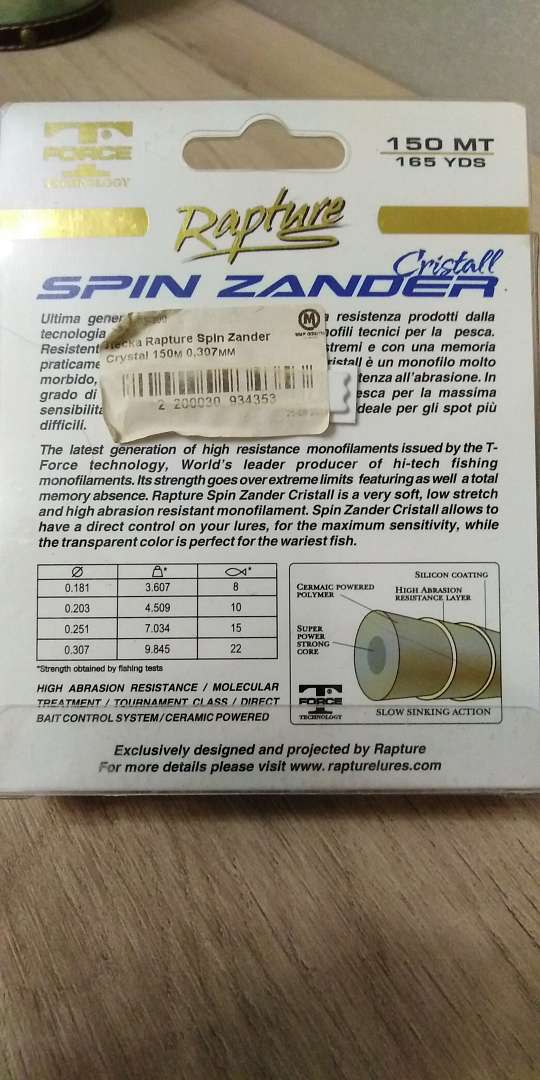 T
FORCE
TECHNOLOGY
150 MT
165 YDS
Rapture
Cristall
SPIN ZANDER
Ultima gener a resistenza prodotti dalla
tecnologia ofili tecnici per la pesca.
Resistent stremi e con una memoria
praticame ristall è un monofilo molto
morbido, tenza all'abrasione. In
grado di esca per la massima
sensibilità deale per gli spot più
difficili.
Rapture Spin Zander
Crystal 150м 0,307мм
M
2 200030 934353
The latest generation of high resistance monofilaments issued by the T-
Force technology, World's leader producer of hi-tech fishing
monofilaments. Its strength goes over extreme limits featuring as well a total
memory absence. Rapture Spin Zander Cristall is a very soft, low stretch
and high abrasion resistant monofilament. Spin Zander Cristall allows to
have a direct control on your lures, for the maximum sensitivity, while
the transparent color is perfect for the wariest fish.
Ø * *
0.181 3.607 8
0.203 4.509 10
0.251 7.034 15
0.307 9.845 22
*Strength obtained by fishing tests
HIGH ABRASION RESISTANCE / MOLECULAR
TREATMENT / TOURNAMENT CLASS / DIRECT
BAIT CONTROL SYSTEM / CERAMIC POWERED
SILICON COATING
CERMAIC POWERED
POLYMER
HIGH ABRASION
RESISTANCE LAYER
SUPER
POWER
STRONG
CORE
T
FORCE
TECHNOLOGY
SLOW SINKING ACTION
Exclusively designed and projected by Rapture
For more details please visit www.rapturelures.com